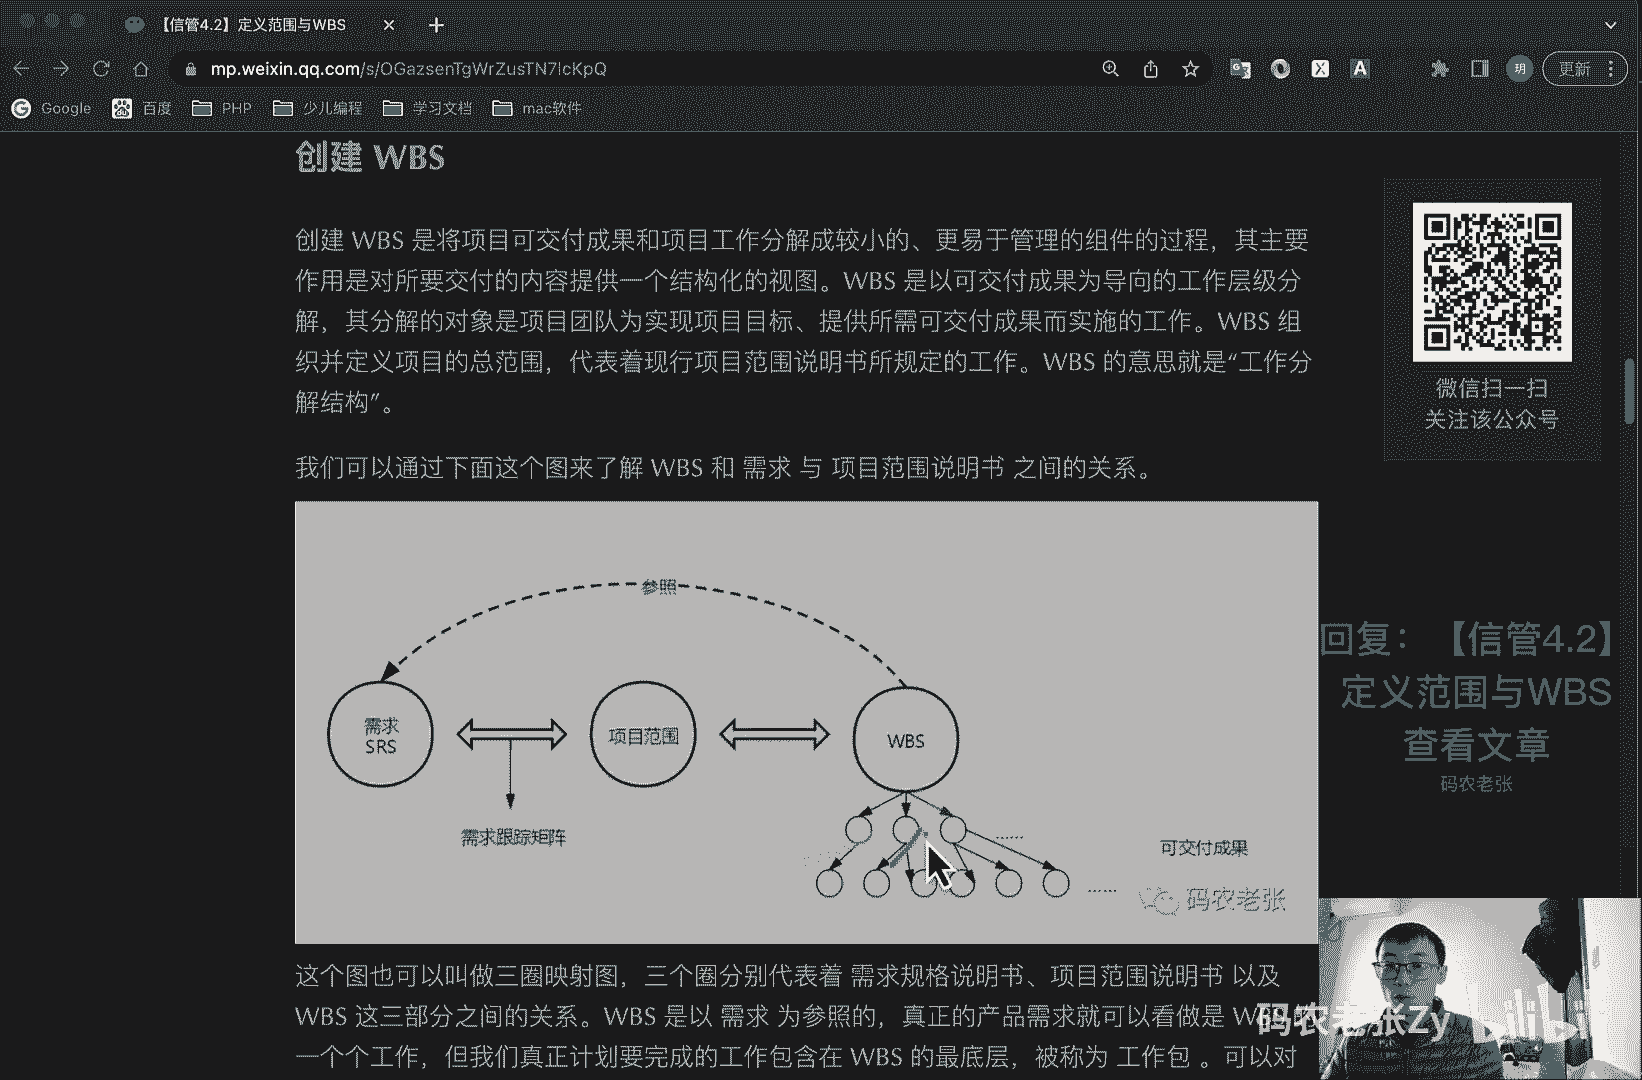 【信管4.2】定义范围与WBS
mp.weixin.qq.com/s/OGazsenTgWrZusTN7IcKpQ
更新
Google
百度
PHP
少儿编程
学习文档
mac软件
创建 WBS
创建 WBS 是将项目可交付成果和项目工作分解成较小的、更易于管理的组件的过程，其主要
作用是对所要交付的内容提供一个结构化的视图。WBS 是以可交付成果为导向的工作层级分
解，其分解的对象是项目团队为实现项目目标、提供所需可交付成果而实施的工作。WBS 组
织并定义项目的总范围，代表着现行项目范围说明书所规定的工作。WBS 的意思就是“工作分
解结构”。
我们可以通过下面这个图来了解 WBS 和 需求 与 项目范围说明书 之间的关系。
参照
需求
SRS
项目范围
WBS
需求跟踪矩阵
......
可交付成果
......
码农老张
这个图也可以叫做三圈映射图，三个圈分别代表着 需求规格说明书、项目范围说明书 以及
WBS 这三部分之间的关系。WBS 是以 需求 为参照的，真正的产品需求就可以看做是
一个个工作，但我们真正计划要完成的工作包含在 WBS 的最底层，被称为 工作包 。可以对
微信扫一扫
关注该公众号
回复：【信管4.2】
定义范围与WBS
查看文章
码农老张
码农老张Zy